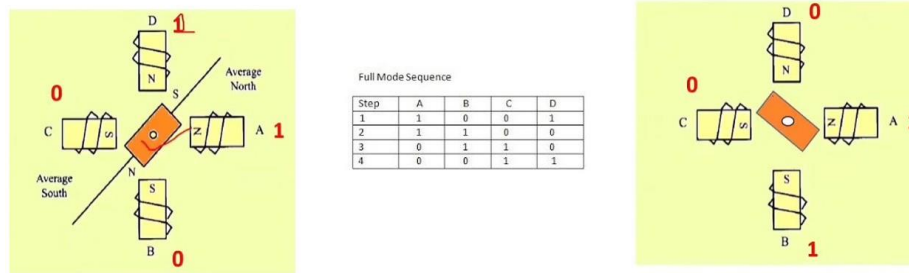 D 1
N
S
Average
North
0
C
S
N
A 1
N
Average
South
S
B
0
Full Mode Sequence
Step A B C D
1 1 0 0 1
2 1 1 0 0
3 0 1 1 0
4 0 0 1 1
D 0
N
0
C
S
N
A
S
B
1